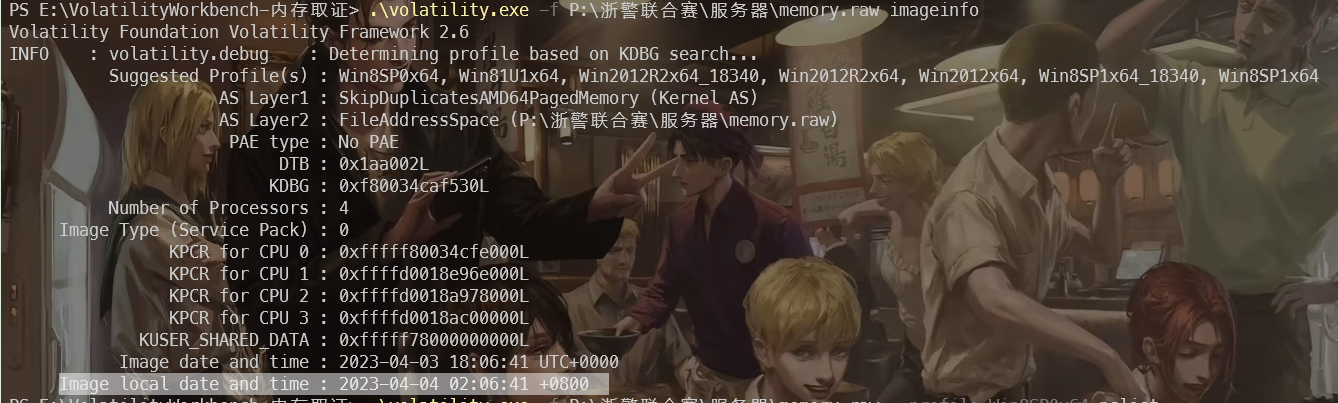 PS E:\VolatilityWorkbench-内存取证> .\volatility.exe -f P:\浙警联合赛\服务器\memory.raw imageinfo
Volatility Foundation Volatility Framework 2.6
INFO    : volatility.debug    : Determining profile based on KDBG search...
Suggested Profile(s) : Win8SP0x64, Win81U1x64, Win2012R2x64_18340, Win2012R2x64, Win2012x64, Win8SP1x64_18340, Win8SP1x64
AS Layer1 : SkipDuplicatesAMD64PagedMemory (Kernel AS)
AS Layer2 : FileAddressSpace (P:\浙警联合赛\服务器\memory.raw)
PAE type : No PAE
DTB : 0x1aa002L
KDBG : 0xf80034caf530L
Number of Processors : 4
Image Type (Service Pack) : 0
KPCR for CPU 0 : 0xfffff80034cfe000L
KPCR for CPU 1 : 0xffffd0018e96e000L
KPCR for CPU 2 : 0xffffd0018a978000L
KPCR for CPU 3 : 0xffffd0018ac00000L
KUSER_SHARED_DATA : 0xfffff78000000000L
Image date and time : 2023-04-03 18:06:41 UTC+0000
Image local date and time : 2023-04-04 02:06:41 +0800
PS E:\VolatilityWorkbench-内存取证> .\volatility.exe -f P:\浙警联合赛\服务器\memory.raw --profile Win8SP0x64 pslist